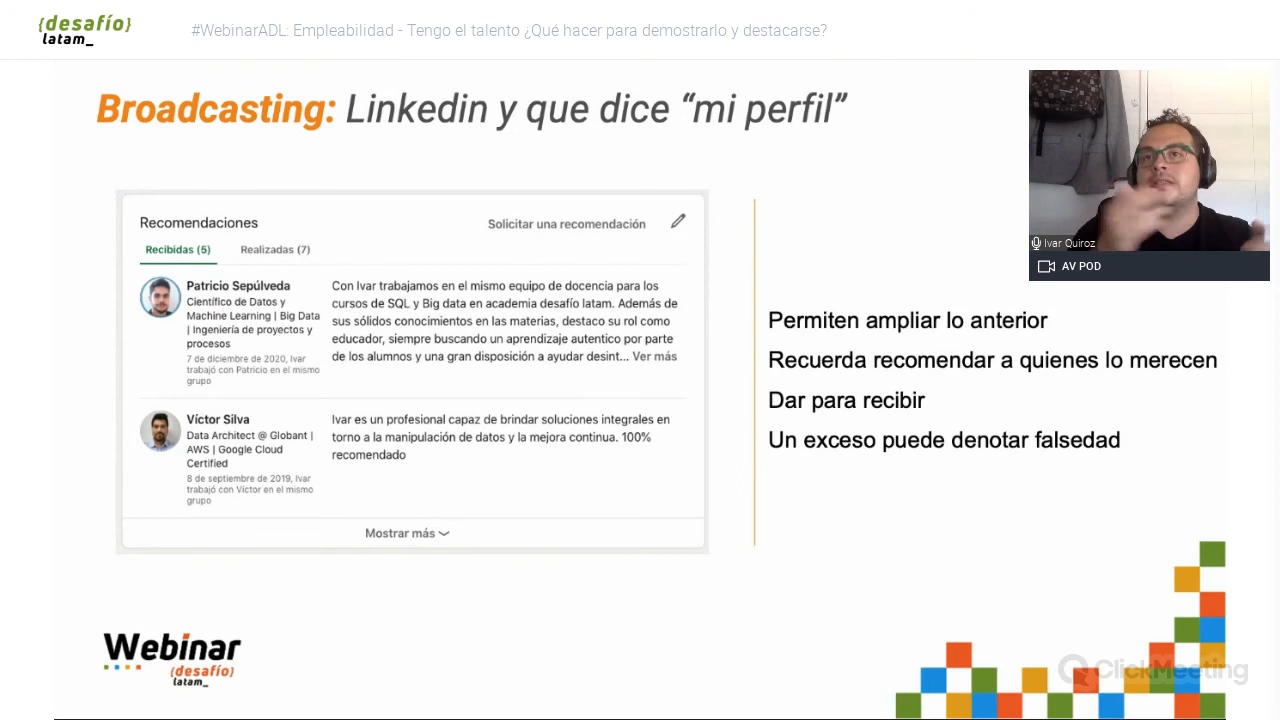 {desafío}
latam_
#WebinarADL: Empleabilidad - Tengo el talento ¿Qué hacer para demostrarlo y destacarse?
Broadcasting: Linkedin y que dice “mi perfil”
Ivar Quiroz
AV POD
Recomendaciones
Solicitar una recomendación
Recibidas (5)
Realizadas (7)
Patricio Sepúlveda
Científico de Datos y
Machine Learning | Big Data
| Ingeniería de proyectos y
procesos
7 de diciembre de 2020, Ivar
trabajó con Patricio en el mismo
grupo
Con Ivar trabajamos en el mismo equipo de docencia para los
cursos de SQL y Big data en academia desafío latam. Además de
sus sólidos conocimientos en las materias, destaco su rol como
educador, siempre buscando un aprendizaje autentico por parte
de los alumnos y una gran disposición a ayudar desint... Ver más
Víctor Silva
Data Architect @ Globant |
AWS | Google Cloud
Certified
8 de septiembre de 2019, Ivar
trabajó con Víctor en el mismo
grupo
Ivar es un profesional capaz de brindar soluciones integrales en
torno a la manipulación de datos y la mejora continua. 100%
recomendado
Mostrar más
Permiten ampliar lo anterior
Recuerda recomendar a quienes lo merecen
Dar para recibir
Un exceso puede denotar falsedad
Webinar
{desafío}
latam_
ClickMeeting